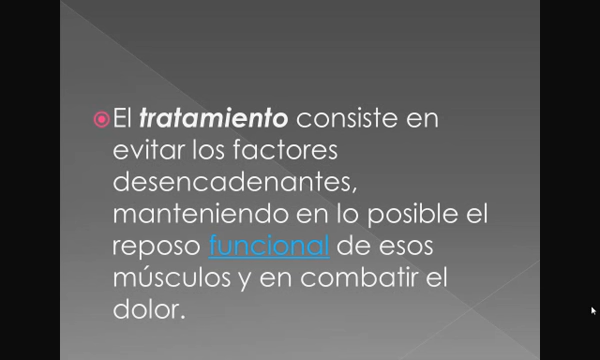 El tratamiento consiste en
evitar los factores
desencadenantes,
manteniendo en lo posible el
reposo funcional de esos
músculos y en combatir el
dolor.